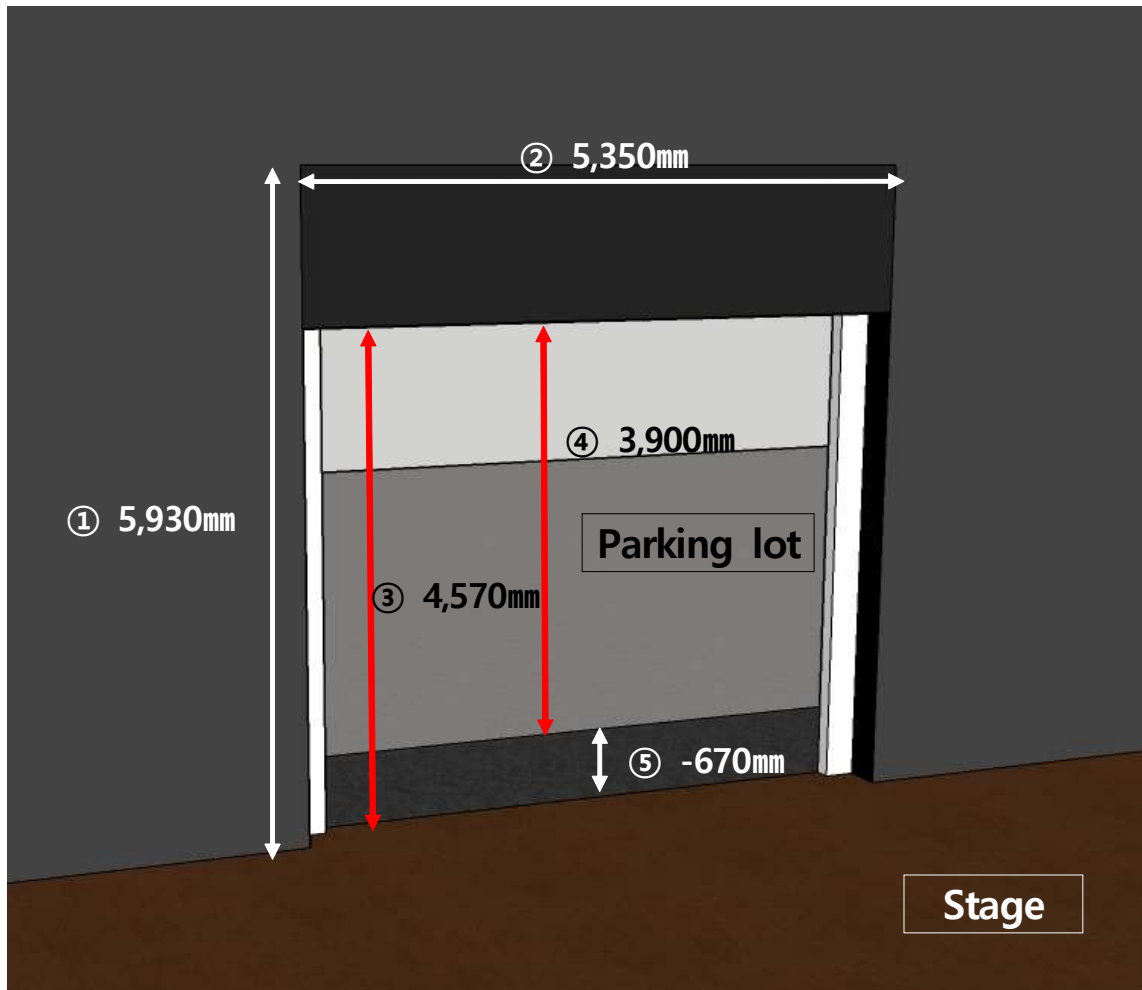 ② 5,350㎜
④ 3,900㎜
① 5,930㎜
Parking lot
③ 4,570㎜
⑤ -670㎜
Stage